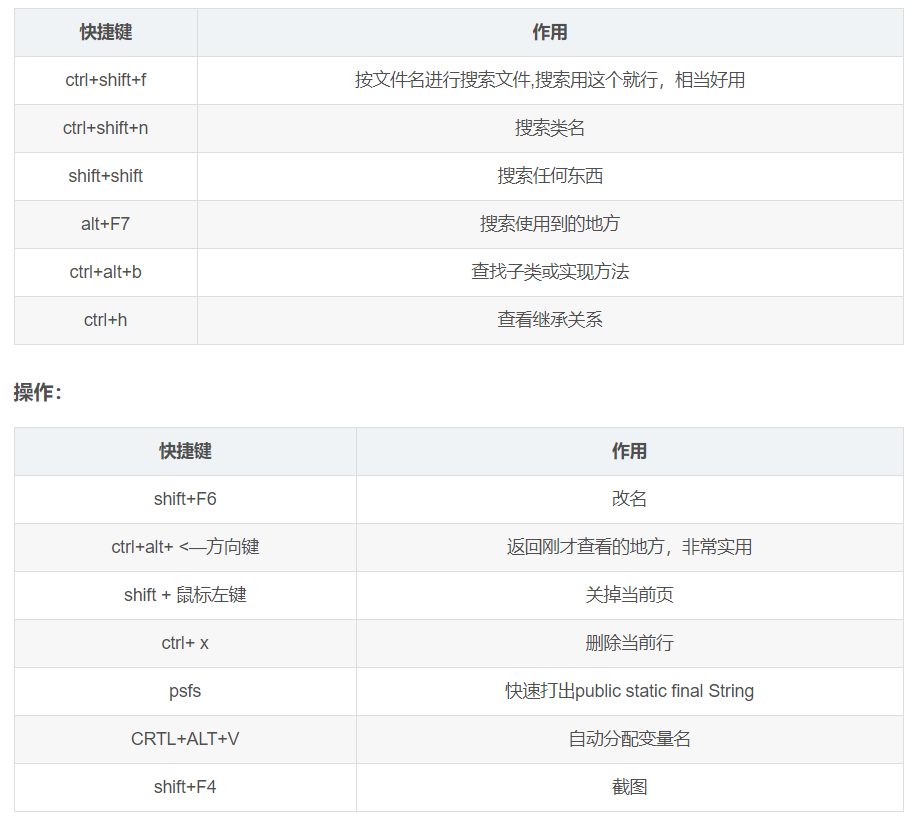 快捷键 作用
ctrl+shift+f 按文件名进行搜索文件,搜索用这个就行，相当好用
ctrl+shift+n 搜索类名
shift+shift 搜索任何东西
alt+F7 搜索使用到的地方
ctrl+alt+b 查找子类或实现方法
ctrl+h 查看继承关系
操作：
快捷键 作用
shift+F6 改名
ctrl+alt+ <—方向键 返回刚才查看的地方，非常实用
shift + 鼠标左键 关掉当前页
ctrl+ x 删除当前行
psfs 快速打出public static final String
CRTL+ALT+V 自动分配变量名
shift+F4 截图